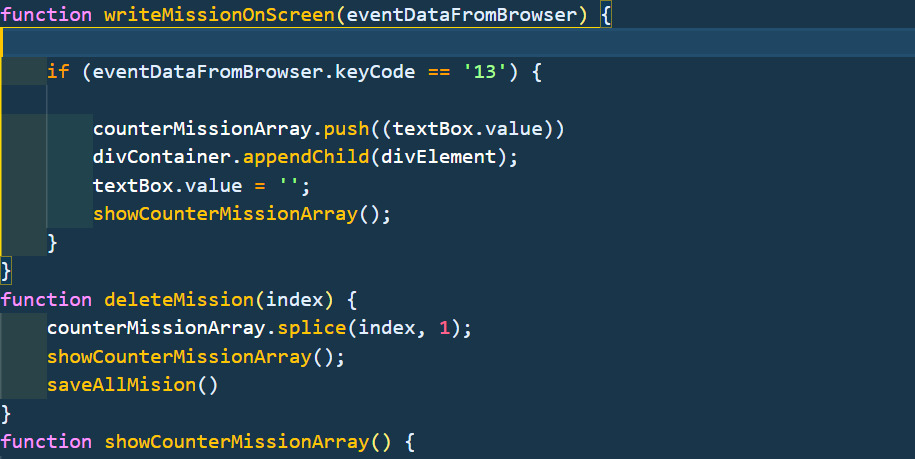 function writeMissionOnScreen(eventDataFromBrowser) {
if (eventDataFromBrowser.keyCode == '13') {
counterMissionArray.push((textBox.value))
divContainer.appendChild(divElement);
textBox.value = '';
showCounterMissionArray();
}
}
function deleteMission(index) {
counterMissionArray.splice(index, 1);
showCounterMissionArray();
saveAllMision()
}
function showCounterMissionArray() {